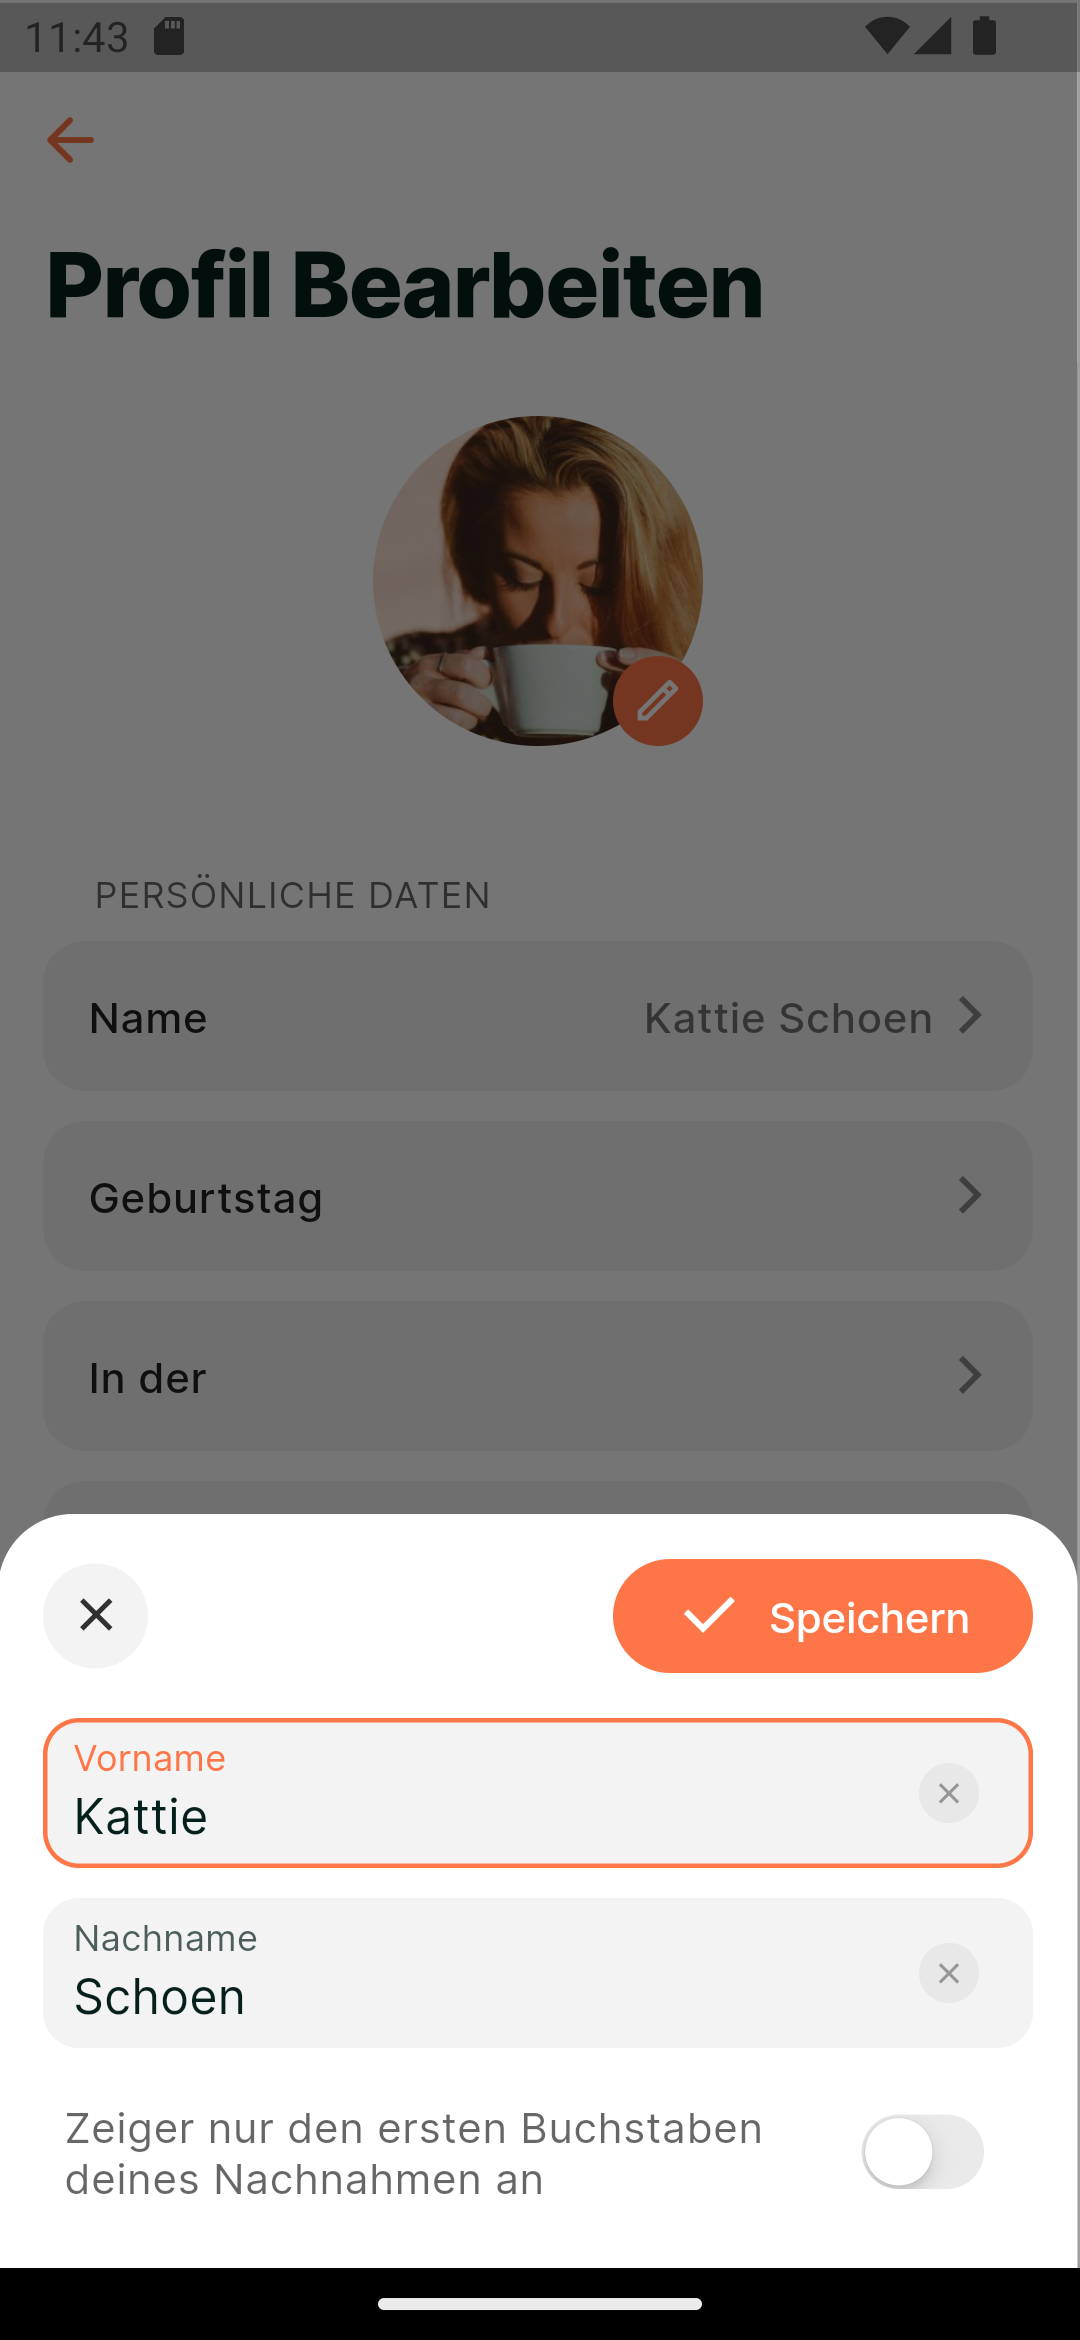 11:43
Profil Bearbeiten
PERSÖNLICHE DATEN
Name Kattie Schoen
Geburtstag
In der
Speichern
Vorname
Kattie
Nachname
Schoen
Zeiger nur den ersten Buchstaben
deines Nachnahmen an